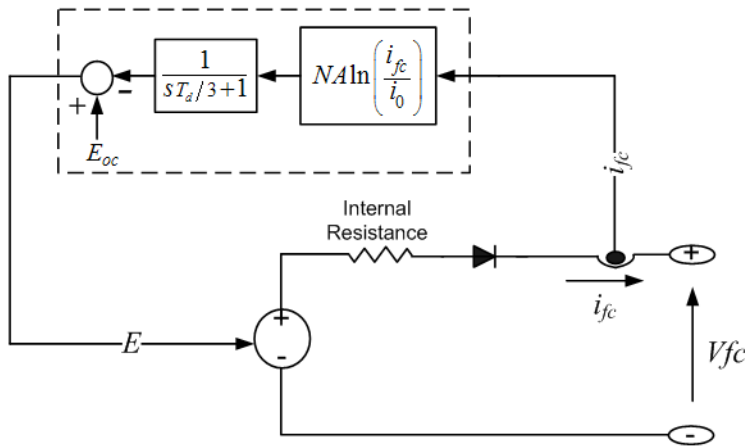 1
sT_d/3+1
NA ln(i_fc/i_0)
+
-
E_oc
i_fc
Internal
Resistance
+
i_fc
E
+
-
Vfc
-